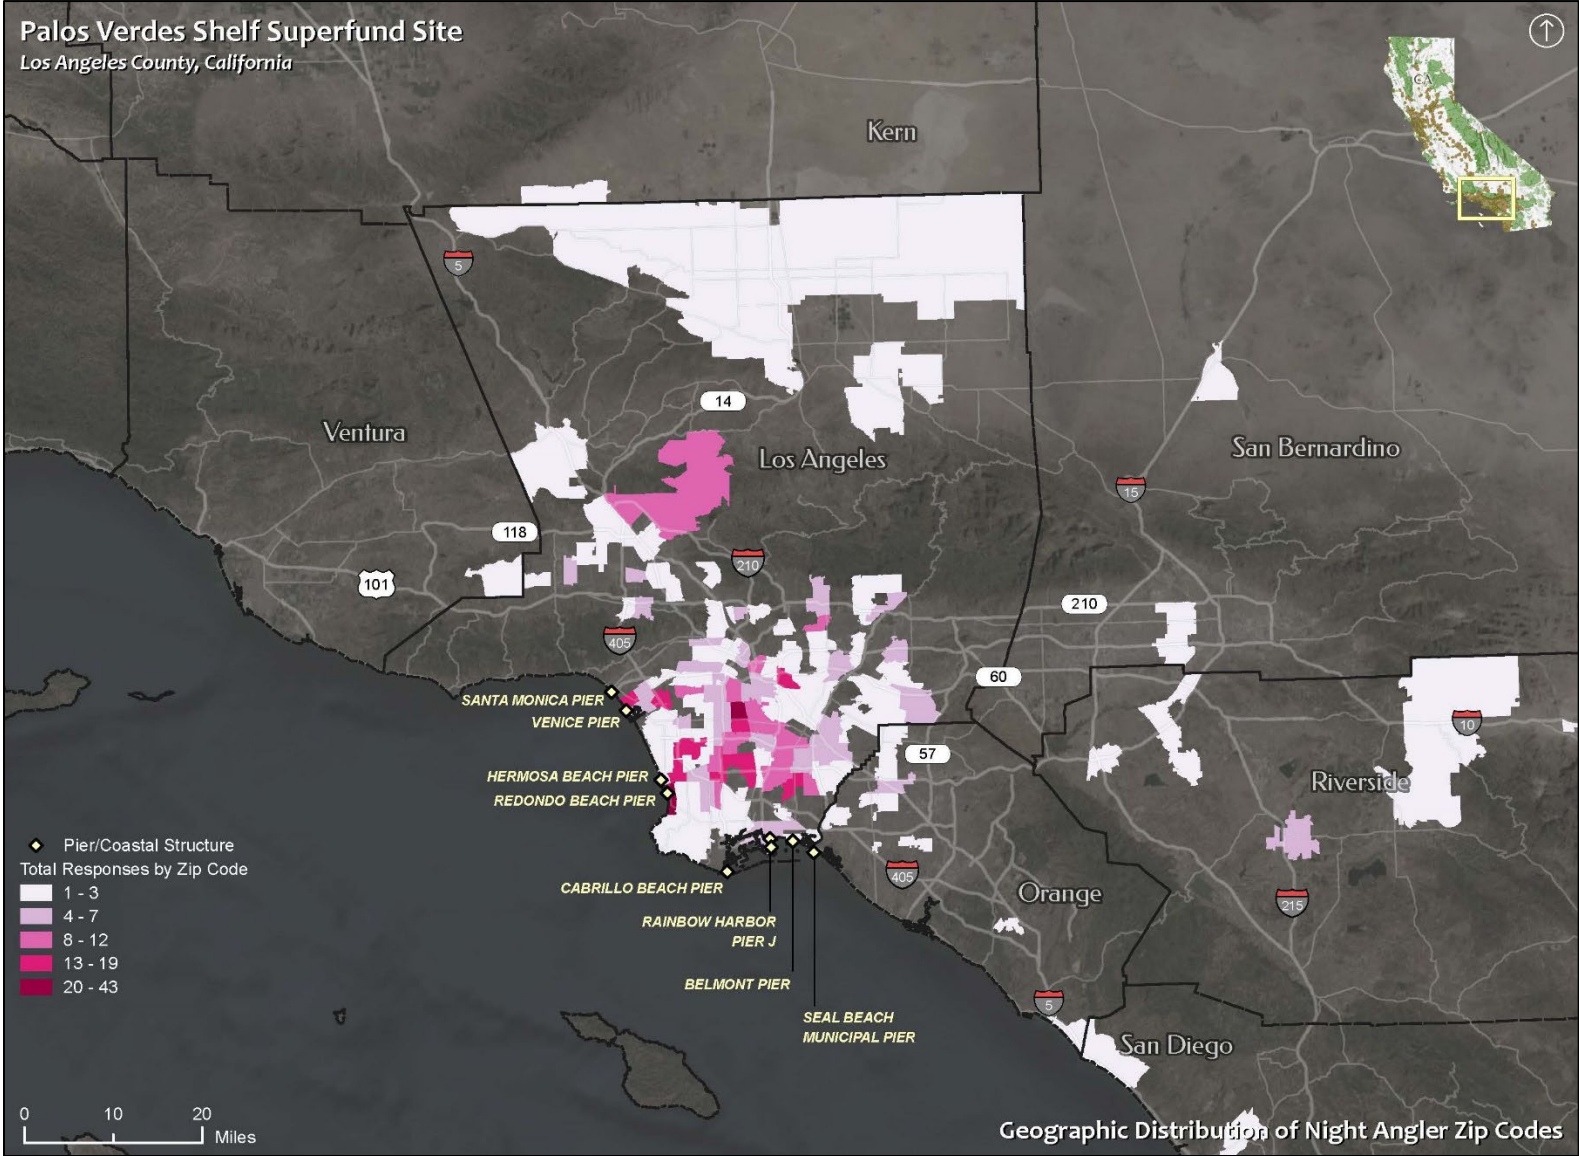 Palos Verdes Shelf Superfund Site
Los Angeles County, California
CA
Kern
5
14
Ventura
Los Angeles
San Bernardino
15
118
210
101
210
405
60
SANTA MONICA PIER
VENICE PIER
10
57
HERMOSA BEACH PIER
Riverside
REDONDO BEACH PIER
Pier/Coastal Structure
Total Responses by Zip Code
1 - 3
4 - 7
8 - 12
13 - 19
20 - 43
405
CABRILLO BEACH PIER
Orange
215
RAINBOW HARBOR
PIER J
BELMONT PIER
5
SEAL BEACH
MUNICIPAL PIER
San Diego
0 10 20
Miles
Geographic Distribution of Night Angler Zip Codes